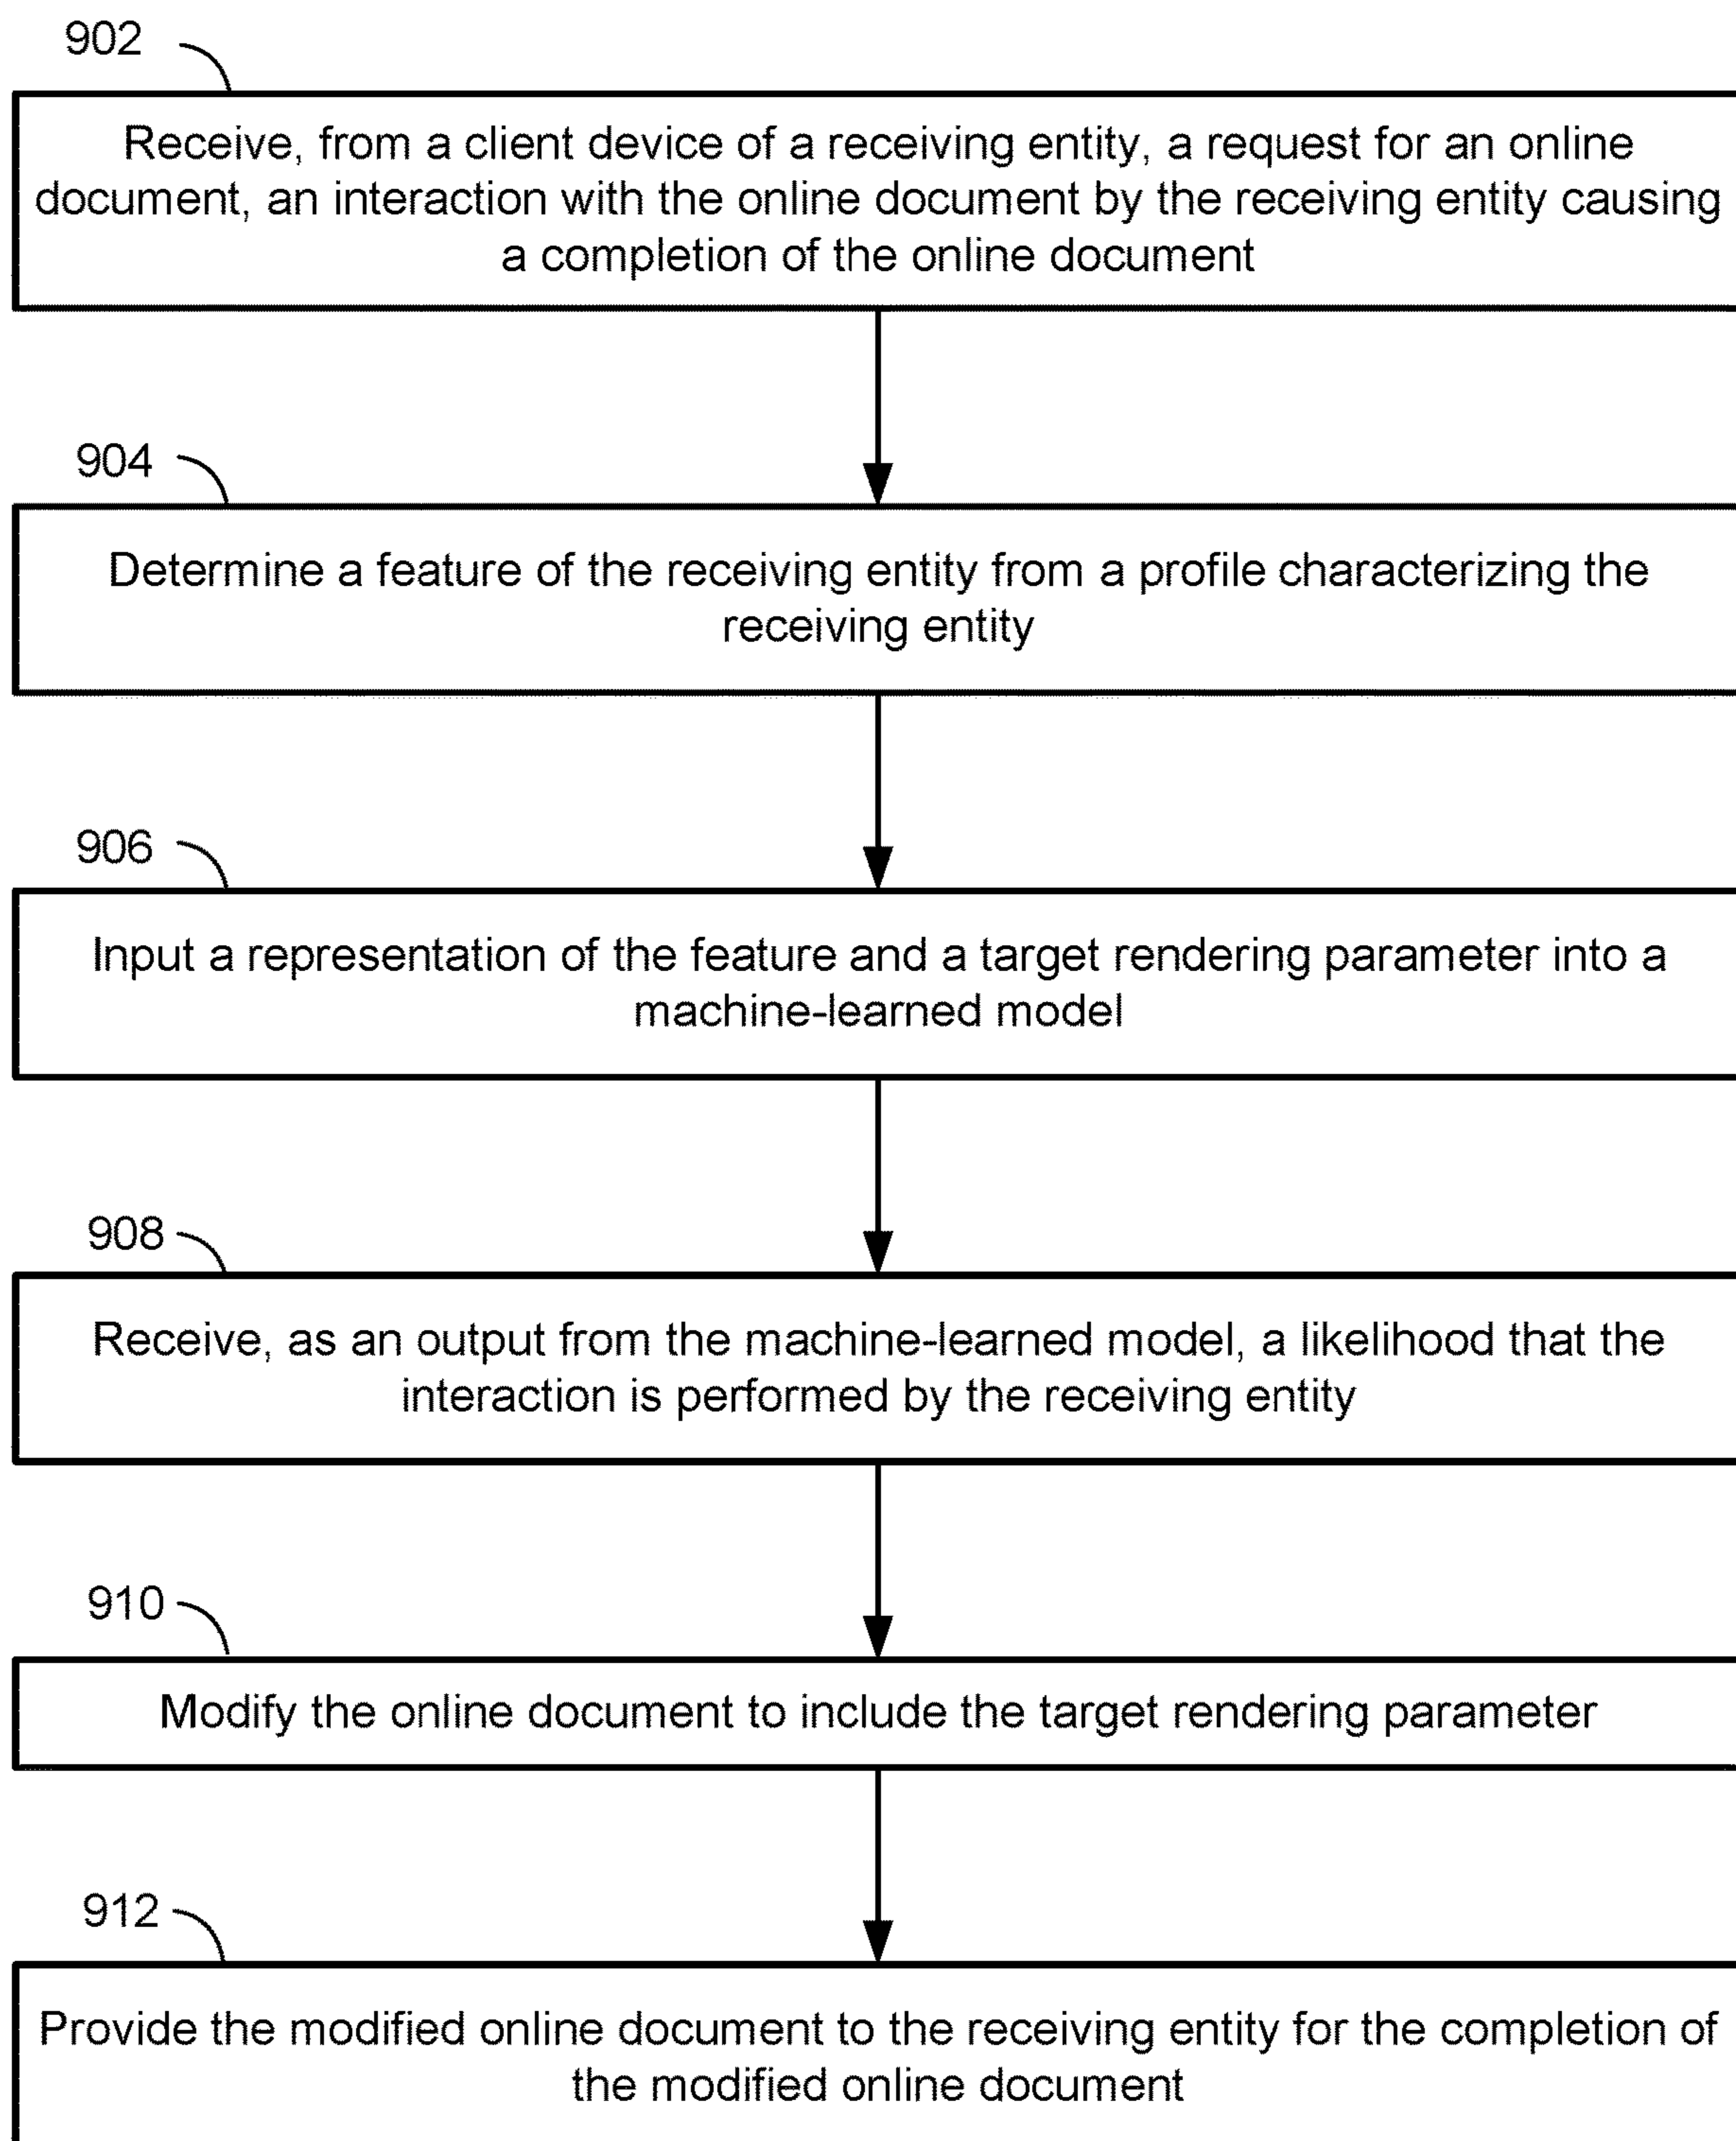 902
Receive, from a client device of a receiving entity, a request for an online
document, an interaction with the online document by the receiving entity causing
a completion of the online document
904
Determine a feature of the receiving entity from a profile characterizing the
receiving entity
906
Input a representation of the feature and a target rendering parameter into a
machine-learned model
908
Receive, as an output from the machine-learned model, a likelihood that the
interaction is performed by the receiving entity
910
Modify the online document to include the target rendering parameter
912
Provide the modified online document to the receiving entity for the completion of
the modified online document